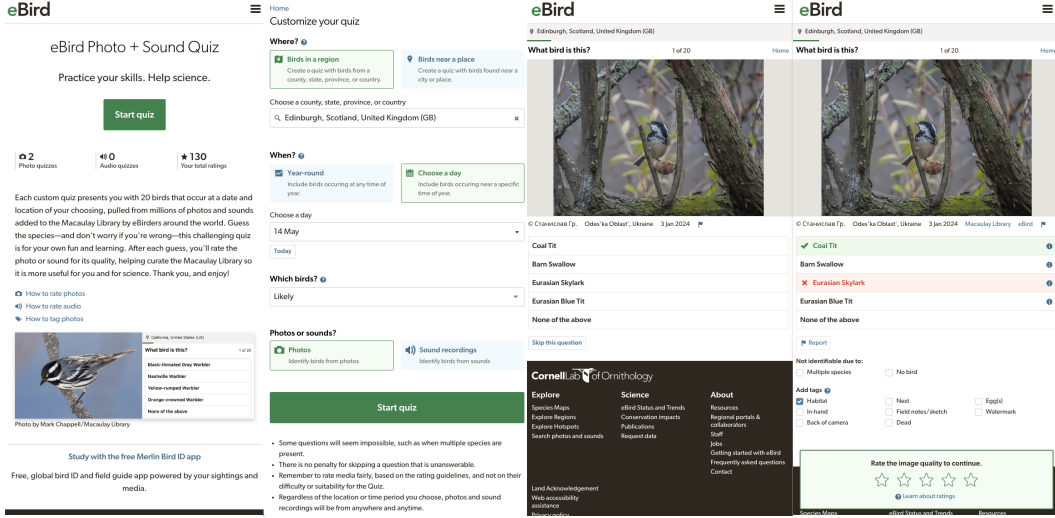 eBird
eBird Photo + Sound Quiz
Practice your skills. Help science.
Start quiz
2
Photo quizzes
0
Audio quizzes
130
Your total ratings
Each custom quiz presents you with 20 birds that occur at a date and
location of your choosing, pulled from millions of photos and sounds
added to the Macaulay Library by eBirders around the world. Guess
the species—and don't worry if you're wrong—this challenging quiz
is for your own fun and learning. After each guess, you'll rate the
photo or sound for its quality, helping curate the Macaulay Library so
it is more useful for you and for science. Thank you, and enjoy!
How to rate photos
How to rate audio
How to tag photos
California, United States (US)
What bird is this?
1 of 20
Black-throated Gray Warbler
Nashville Warbler
Yellow-rumped Warbler
Orange-crowned Warbler
None of the above
Photo by Mark Chappell/Macaulay Library
Study with the free Merlin Bird ID app
Free, global bird ID and field guide app powered by your sightings and
media.
Home
Customize your quiz
Where?
Birds in a region
Create a quiz with birds from a
county, state, province, or country.
Birds near a place
Create a quiz with birds found near a
city or place.
Choose a county, state, province, or country
Edinburgh, Scotland, United Kingdom (GB)
When?
Year-round
Include birds occurring at any time of
year.
Choose a day
Include birds occurring near a specific
time of year.
Choose a day
14 May
Today
Which birds?
Likely
Photos or sounds?
Photos
Identify birds from photos
Sound recordings
Identify birds from sounds
Start quiz
• Some questions will seem impossible, such as when multiple species are
present.
• There is no penalty for skipping a question that is unanswerable.
• Remember to rate media fairly, based on the rating guidelines, and not on their
difficulty or suitability for the Quiz.
• Regardless of the location or time period you choose, photos and sound
recordings will be from anywhere and anytime.
eBird
Edinburgh, Scotland, United Kingdom (GB)
What bird is this?
1 of 20
Home
© Станислав Гр. Odes'ka Oblast', Ukraine 3 Jan 2024
Coal Tit
Barn Swallow
Eurasian Skylark
Eurasian Blue Tit
None of the above
Skip this question
CornellLab of Ornithology
Explore
Species Maps
Explore Regions
Explore Hotspots
Search photos and sounds
Science
eBird Status and Trends
Conservation impacts
Publications
Request data
About
Resources
Regional portals &
collaborators
Staff
Jobs
Getting started with eBird
Frequently asked questions
Contact
Land Acknowledgement
Web accessibility
assistance
Privacy policy
eBird
Edinburgh, Scotland, United Kingdom (GB)
What bird is this?
1 of 20
Home
© Станислав Гр. Odes'ka Oblast', Ukraine 3 Jan 2024 Macaulay Library eBird
Coal Tit
Barn Swallow
Eurasian Skylark
Eurasian Blue Tit
None of the above
Report
Not identifiable due to:
Multiple species
No bird
Add tags
Habitat
Nest
Egg(s)
In-hand
Field notes/sketch
Watermark
Back of camera
Dead
Rate the image quality to continue.
Learn about ratings
Species Maps
eBird Status and Trends
Resources